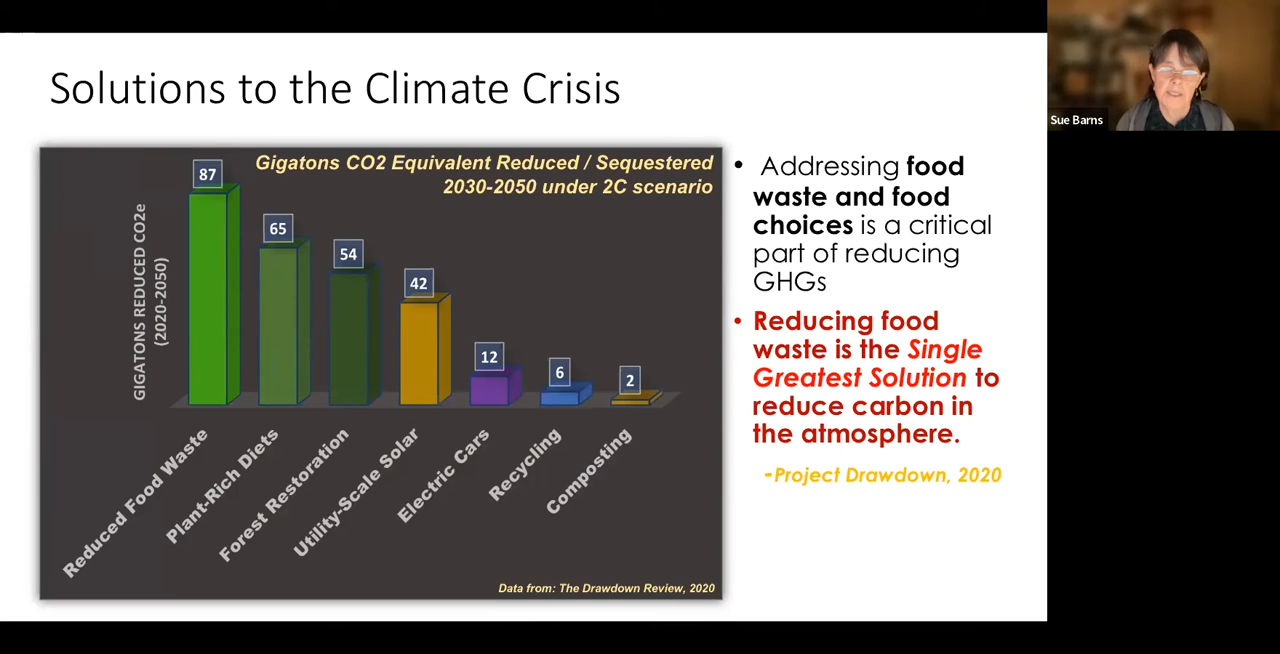 Solutions to the Climate Crisis
Gigatons CO2 Equivalent Reduced / Sequestered
2030-2050 under 2C scenario
GIGATONS REDUCED CO2e
(2020-2050)
87
65
54
42
12
6
2
Reduced Food Waste
Plant-Rich Diets
Forest Restoration
Utility-Scale Solar
Electric Cars
Recycling
Composting
Data from: The Drawdown Review, 2020
• Addressing food
waste and food
choices is a critical
part of reducing
GHGs
• Reducing food
waste is the Single
Greatest Solution to
reduce carbon in
the atmosphere.
-Project Drawdown, 2020
Sue Barns